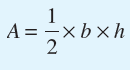 A = 1/2 × b × h